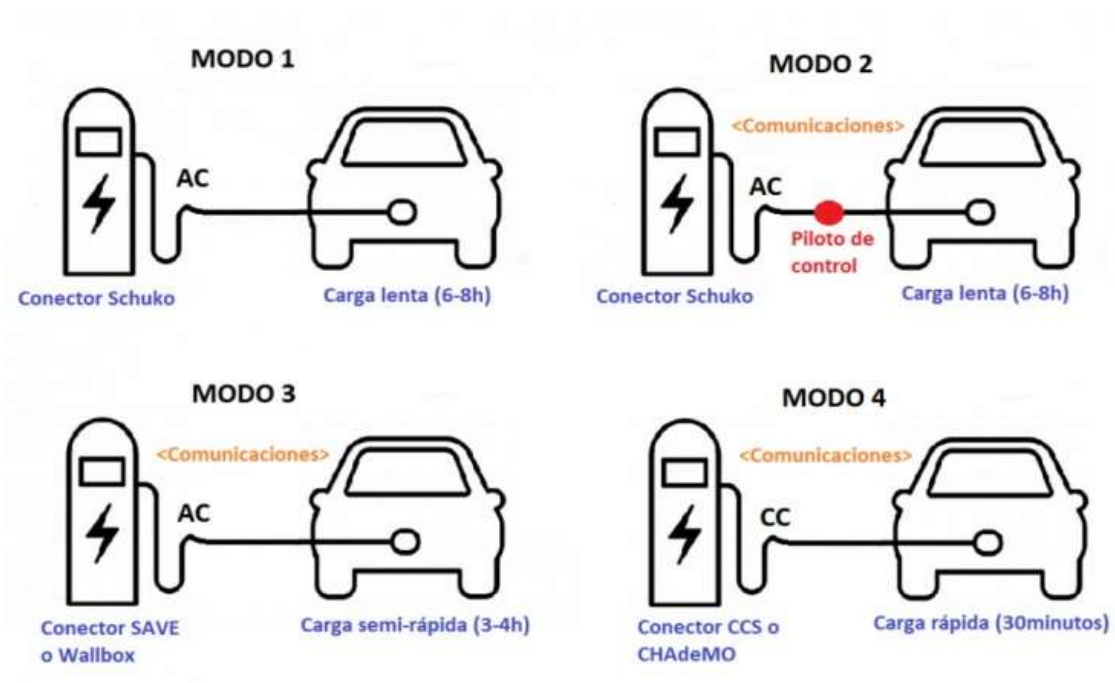 MODO 1
AC
Conector Schuko
Carga lenta (6-8h)
MODO 2
<Comunicaciones>
AC
Piloto de
control
Conector Schuko
Carga lenta (6-8h)
MODO 3
<Comunicaciones>
AC
Conector SAVE
o Wallbox
Carga semi-rápida (3-4h)
MODO 4
<Comunicaciones>
CC
Conector CCS o
CHAdeMO
Carga rápida (30minutos)